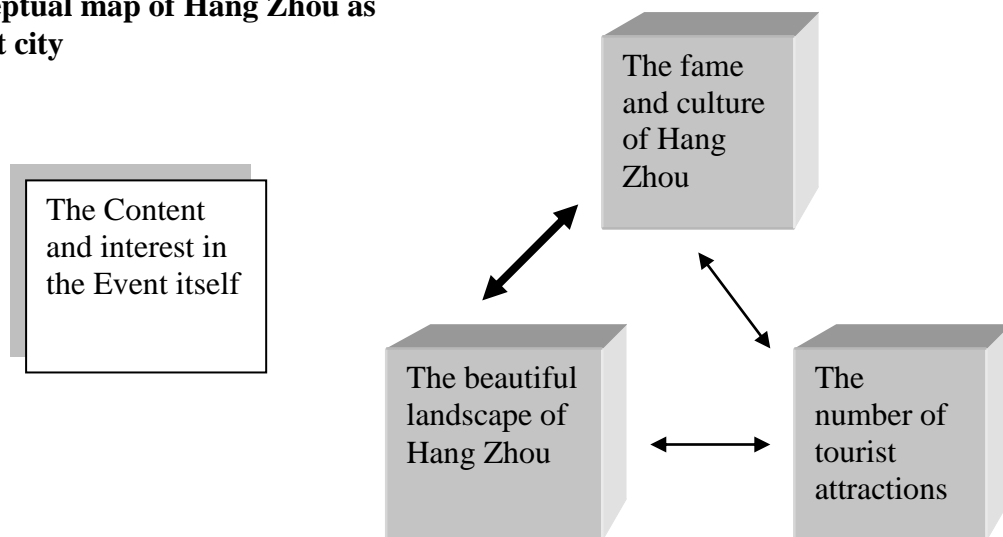 map of Hang Zhou as
city
The fame
and culture
of Hang
Zhou
The Content
and interest in
the Event itself
The beautiful
landscape of
Hang Zhou
The
number of
tourist
attractions